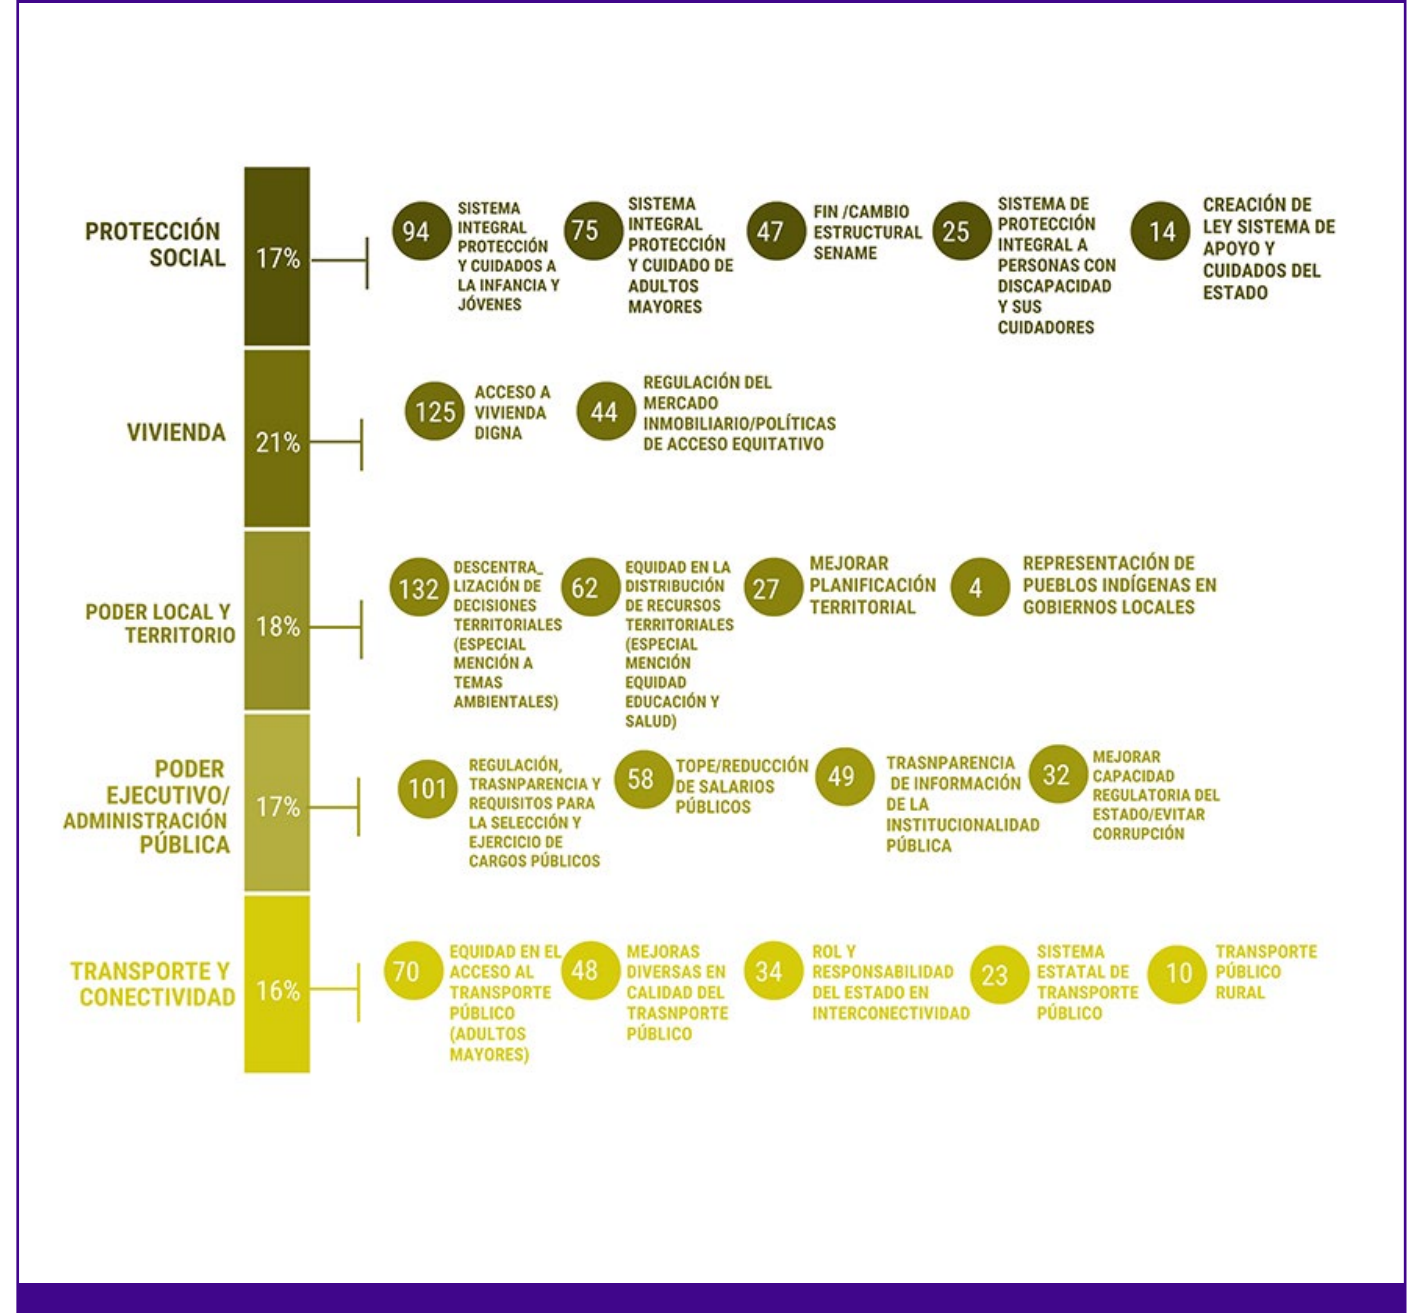 PROTECCIÓN
SOCIAL
17%
94
SISTEMA
INTEGRAL
PROTECCIÓN
Y CUIDADOS A
LA INFANCIA Y
JÓVENES
75
SISTEMA
INTEGRAL
PROTECCIÓN
Y CUIDADO DE
ADULTOS
MAYORES
47
FIN /CAMBIO
ESTRUCTURAL
SENAME
25
SISTEMA DE
PROTECCIÓN
INTEGRAL A
PERSONAS CON
DISCAPACIDAD
Y SUS
CUIDADORES
14
CREACIÓN DE
LEY SISTEMA DE
APOYO Y
CUIDADOS DEL
ESTADO
VIVIENDA
21%
125
ACCESO A
VIVIENDA
DIGNA
44
REGULACIÓN DEL
MERCADO
INMOBILIARIO/POLÍTICAS
DE ACCESO EQUITATIVO
PODER LOCAL Y
TERRITORIO
18%
132
DESCENTRA_
LIZACIÓN DE
DECISIONES
TERRITORIALES
(ESPECIAL
MENCIÓN A
TEMAS
AMBIENTALES)
62
EQUIDAD EN LA
DISTRIBUCIÓN
DE RECURSOS
TERRITORIALES
(ESPECIAL
MENCIÓN
EQUIDAD
EDUCACIÓN Y
SALUD)
27
MEJORAR
PLANIFICACIÓN
TERRITORIAL
4
REPRESENTACIÓN DE
PUEBLOS INDÍGENAS EN
GOBIERNOS LOCALES
PODER
EJECUTIVO/
ADMINISTRACIÓN
PÚBLICA
17%
101
REGULACIÓN,
TRASNPARENCIA Y
REQUISITOS PARA
LA SELECCIÓN Y
EJERCICIO DE
CARGOS PÚBLICOS
58
TOPE/REDUCCIÓN
DE SALARIOS
PÚBLICOS
49
TRASNPARENCIA
DE INFORMACIÓN
DE LA
INSTITUCIONALIDAD
PÚBLICA
32
MEJORAR
CAPACIDAD
REGULATORIA DEL
ESTADO/EVITAR
CORRUPCIÓN
TRANSPORTE Y
CONECTIVIDAD
16%
70
EQUIDAD EN EL
ACCESO AL
TRANSPORTE
PÚBLICO
(ADULTOS
MAYORES)
48
MEJORAS
DIVERSAS EN
CALIDAD DEL
TRASNPORTE
PÚBLICO
34
ROL Y
RESPONSABILIDAD
DEL ESTADO EN
INTERCONECTIVIDAD
23
SISTEMA
ESTATAL DE
TRANSPORTE
PÚBLICO
10
TRANSPORTE
PÚBLICO
RURAL